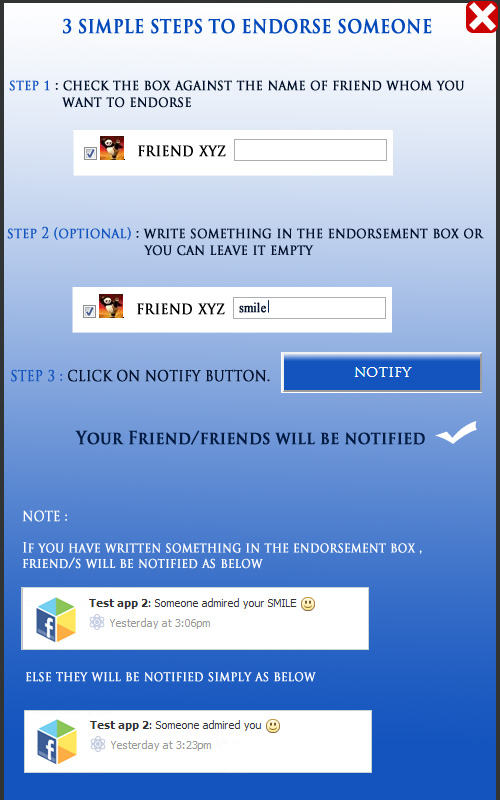 3 SIMPLE STEPS TO ENDORSE SOMEONE
STEP 1 : CHECK THE BOX AGAINST THE NAME OF FRIEND WHOM YOU
WANT TO ENDORSE
FRIEND XYZ
STEP 2 (OPTIONAL) : WRITE SOMETHING IN THE ENDORSEMENT BOX OR
YOU CAN LEAVE IT EMPTY
FRIEND XYZ smile
STEP 3 : CLICK ON NOTIFY BUTTON. NOTIFY
YOUR FRIEND/FRIENDS WILL BE NOTIFIED
NOTE :
IF YOU HAVE WRITTEN SOMETHING IN THE ENDORSEMENT BOX ,
FRIEND/S WILL BE NOTIFIED AS BELOW
Test app 2: Someone admired your SMILE
Yesterday at 3:06pm
ELSE THEY WILL BE NOTIFIED SIMPLY AS BELOW
Test app 2: Someone admired you
Yesterday at 3:23pm